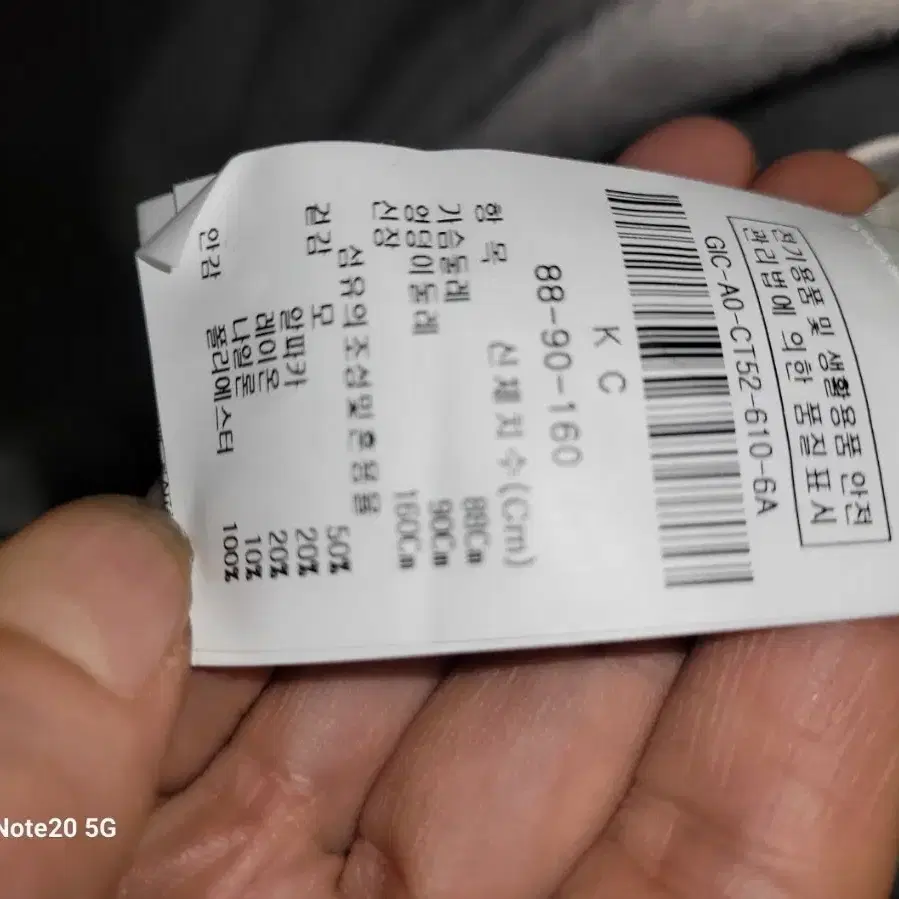 전기용품 및 생활용품 안전
관리법에 의한 품질표시
GIC-A0-CT52-610-6A
K C
88-90-160
항 목 신체치수(Cm)
가슴둘레 88Cm
엉덩이둘레 90Cm
신장 160Cm
섬유의조성및혼용율
겉감 모 50%
알파카 20%
레이온 20%
나일론 10%
안감 폴리에스터 100%
Note20 5G